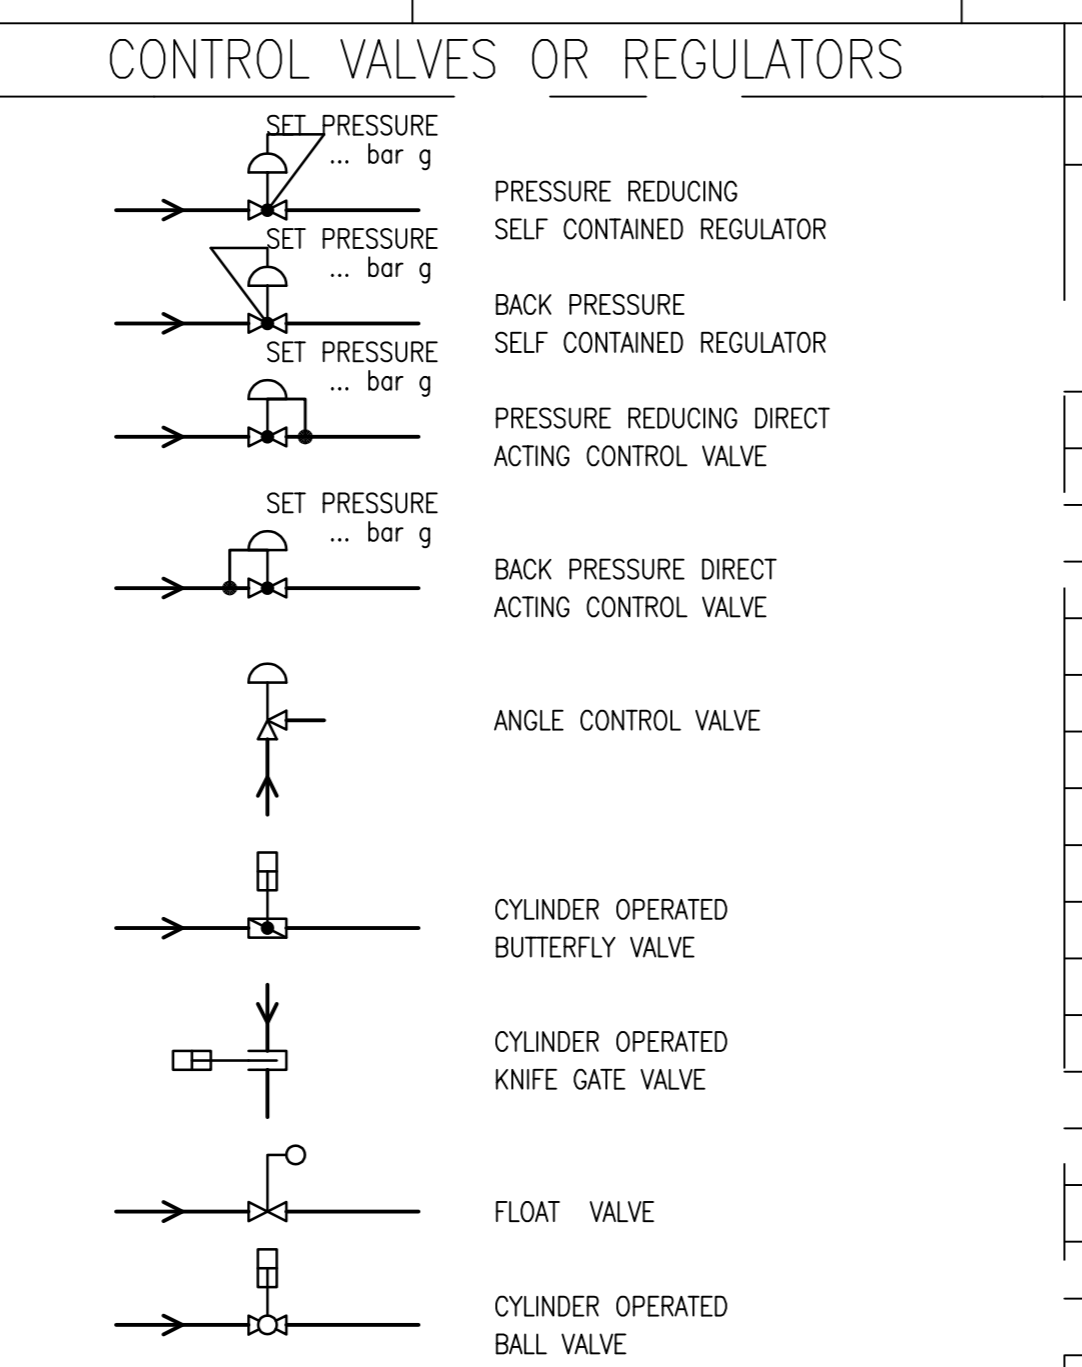 CONTROL VALVES OR REGULATORS
SET PRESSURE
... bar g
PRESSURE REDUCING
SELF CONTAINED REGULATOR
SET PRESSURE
... bar g
BACK PRESSURE
SELF CONTAINED REGULATOR
SET PRESSURE
... bar g
PRESSURE REDUCING DIRECT
ACTING CONTROL VALVE
SET PRESSURE
... bar g
BACK PRESSURE DIRECT
ACTING CONTROL VALVE
ANGLE CONTROL VALVE
CYLINDER OPERATED
BUTTERFLY VALVE
CYLINDER OPERATED
KNIFE GATE VALVE
FLOAT VALVE
CYLINDER OPERATED
BALL VALVE